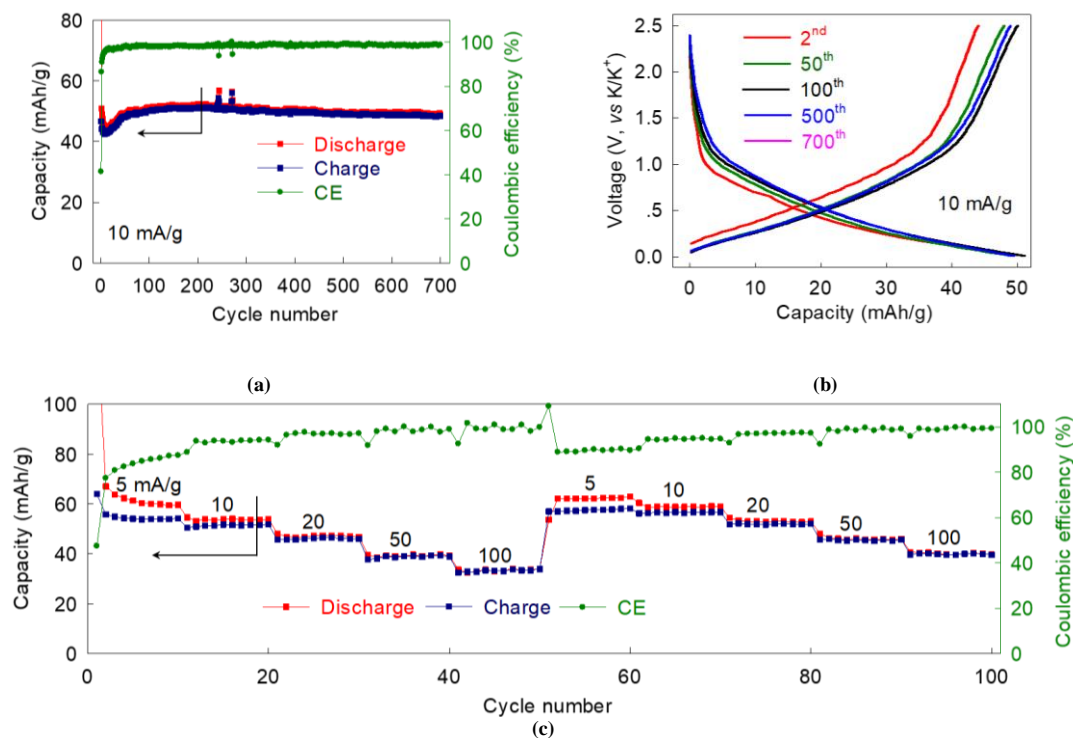 80
60
40
20
0
Capacity (mAh/g)
100
80
60
40
20
0
Coulombic efficiency (%)
Discharge
Charge
CE
10 mA/g
0 100 200 300 400 500 600 700
Cycle number
(a)
2.5
2.0
1.5
1.0
.5
0.0
Voltage (V, vs K/K⁺)
2ⁿᵈ
50ᵗʰ
100ᵗʰ
500ᵗʰ
700ᵗʰ
10 mA/g
0 10 20 30 40 50
Capacity (mAh/g)
(b)
100
80
60
40
20
0
Capacity (mAh/g)
100
80
60
40
20
0
Coulombic efficiency (%)
5 mA/g
10
20
50
100
5
10
20
50
100
Discharge Charge CE
0 20 40 60 80 100
Cycle number
(c)